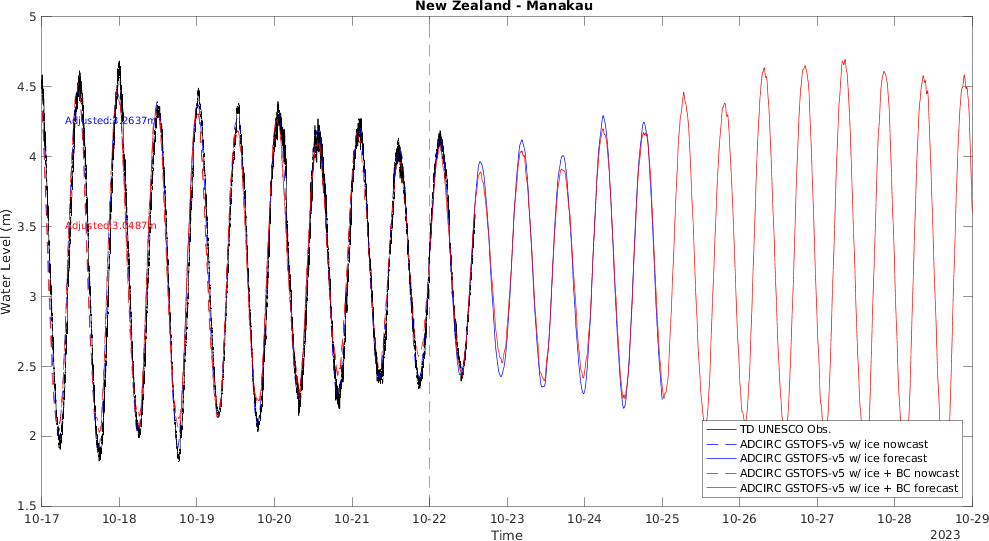 New Zealand - Manakau
5
4.5
4
3.5
3
2.5
2
1.5
Water Level (m)
Adjusted:3.2637m
Adjusted:3.0487m
TD UNESCO Obs.
ADCIRC GSTOFS-v5 w/ ice nowcast
ADCIRC GSTOFS-v5 w/ ice forecast
ADCIRC GSTOFS-v5 w/ ice + BC nowcast
ADCIRC GSTOFS-v5 w/ ice + BC forecast
10-17 10-18 10-19 10-20 10-21 10-22 10-23 10-24 10-25 10-26 10-27 10-28 10-29
Time
2023